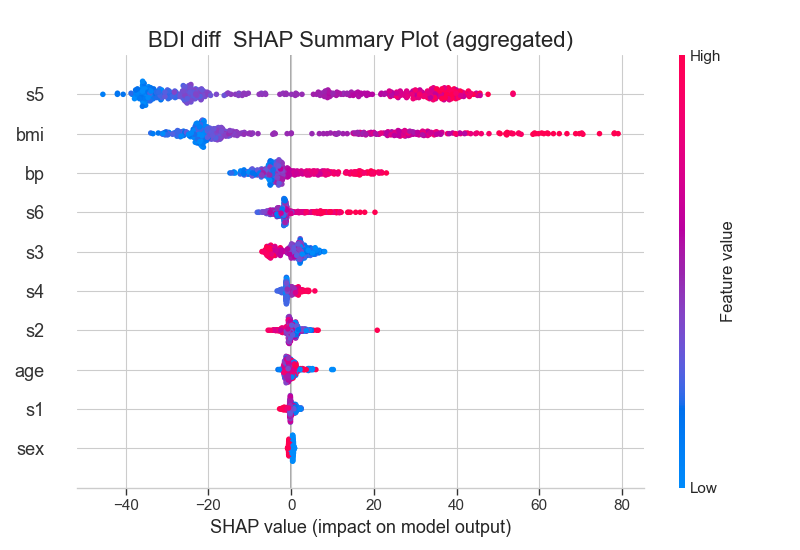 BDI diff  SHAP Summary Plot (aggregated)
High
s5
bmi
bp
s6
s3
s4
s2
age
s1
sex
Feature value
Low
−40 −20 0 20 40 60 80
SHAP value (impact on model output)